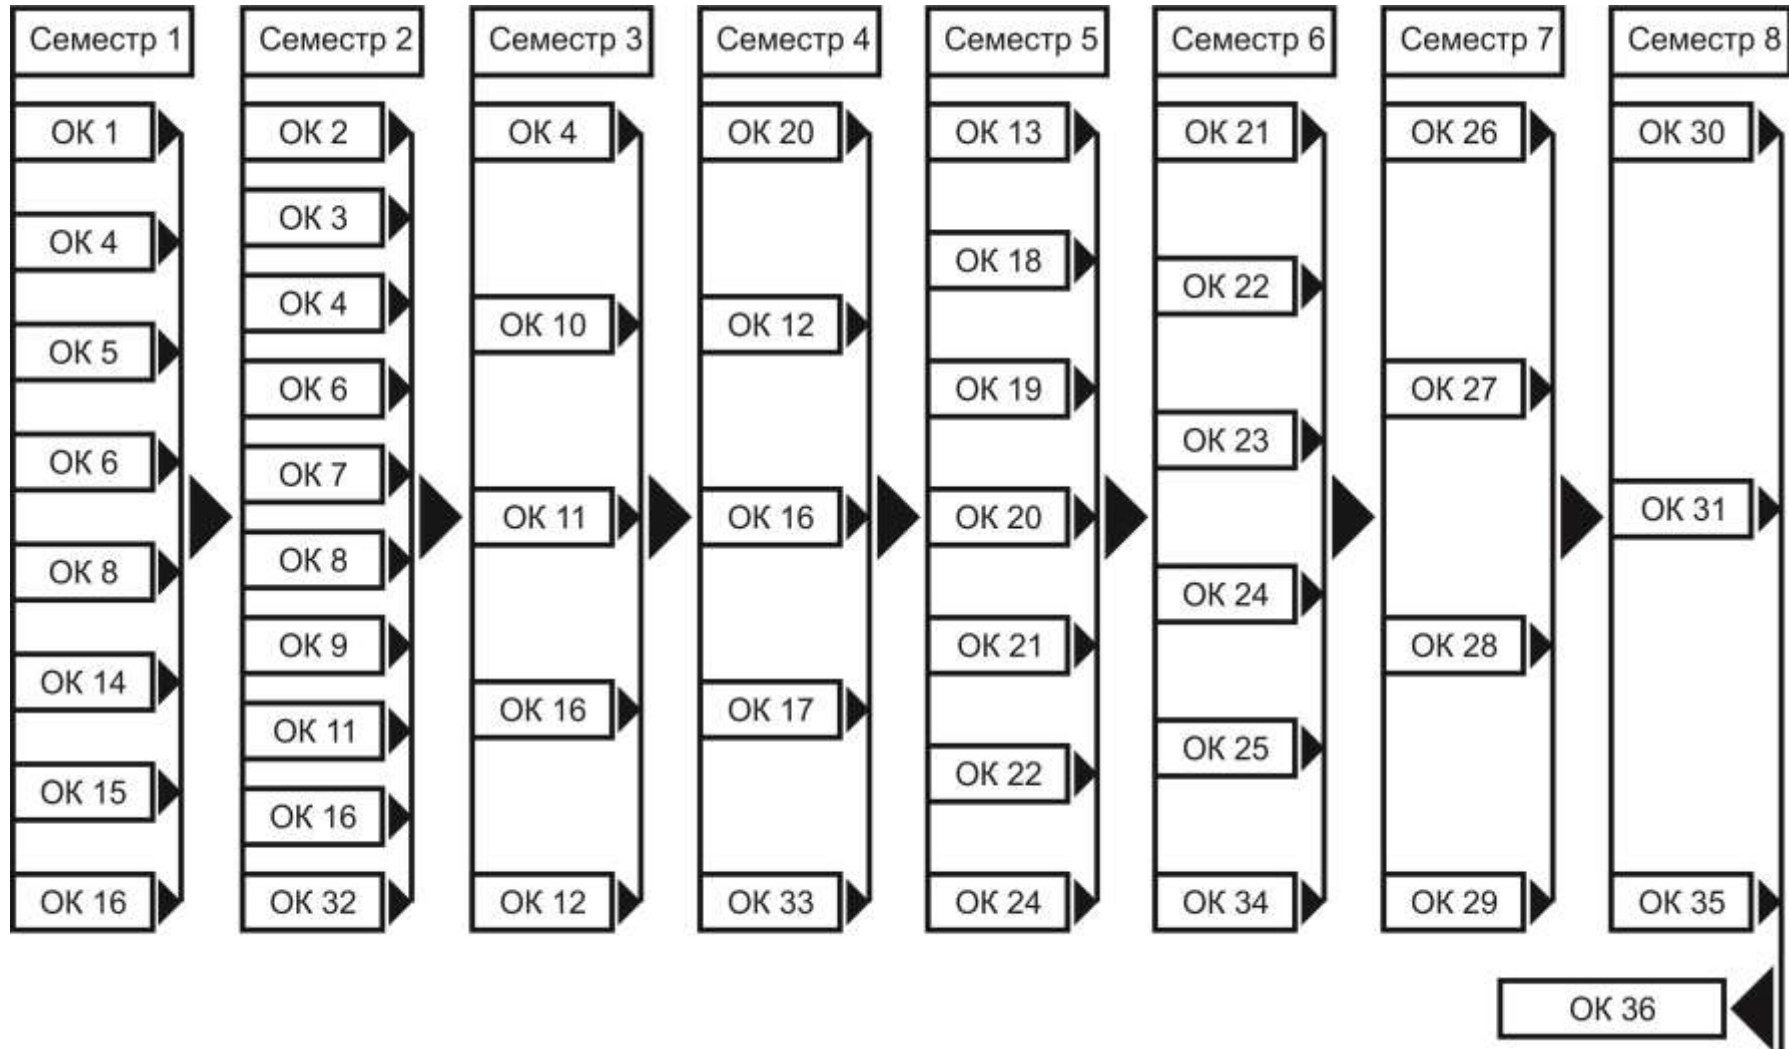 Семестр 1
ОК 1
ОК 4
ОК 5
ОК 6
ОК 8
ОК 14
ОК 15
ОК 16
Семестр 2
ОК 2
ОК 3
ОК 4
ОК 6
ОК 7
ОК 8
ОК 9
ОК 11
ОК 16
ОК 32
Семестр 3
ОК 4
ОК 10
ОК 11
ОК 16
ОК 12
Семестр 4
ОК 20
ОК 12
ОК 16
ОК 17
ОК 33
Семестр 5
ОК 13
ОК 18
ОК 19
ОК 20
ОК 21
ОК 22
ОК 24
Семестр 6
ОК 21
ОК 22
ОК 23
ОК 24
ОК 25
ОК 34
Семестр 7
ОК 26
ОК 27
ОК 28
ОК 29
Семестр 8
ОК 30
ОК 31
ОК 35
ОК 36